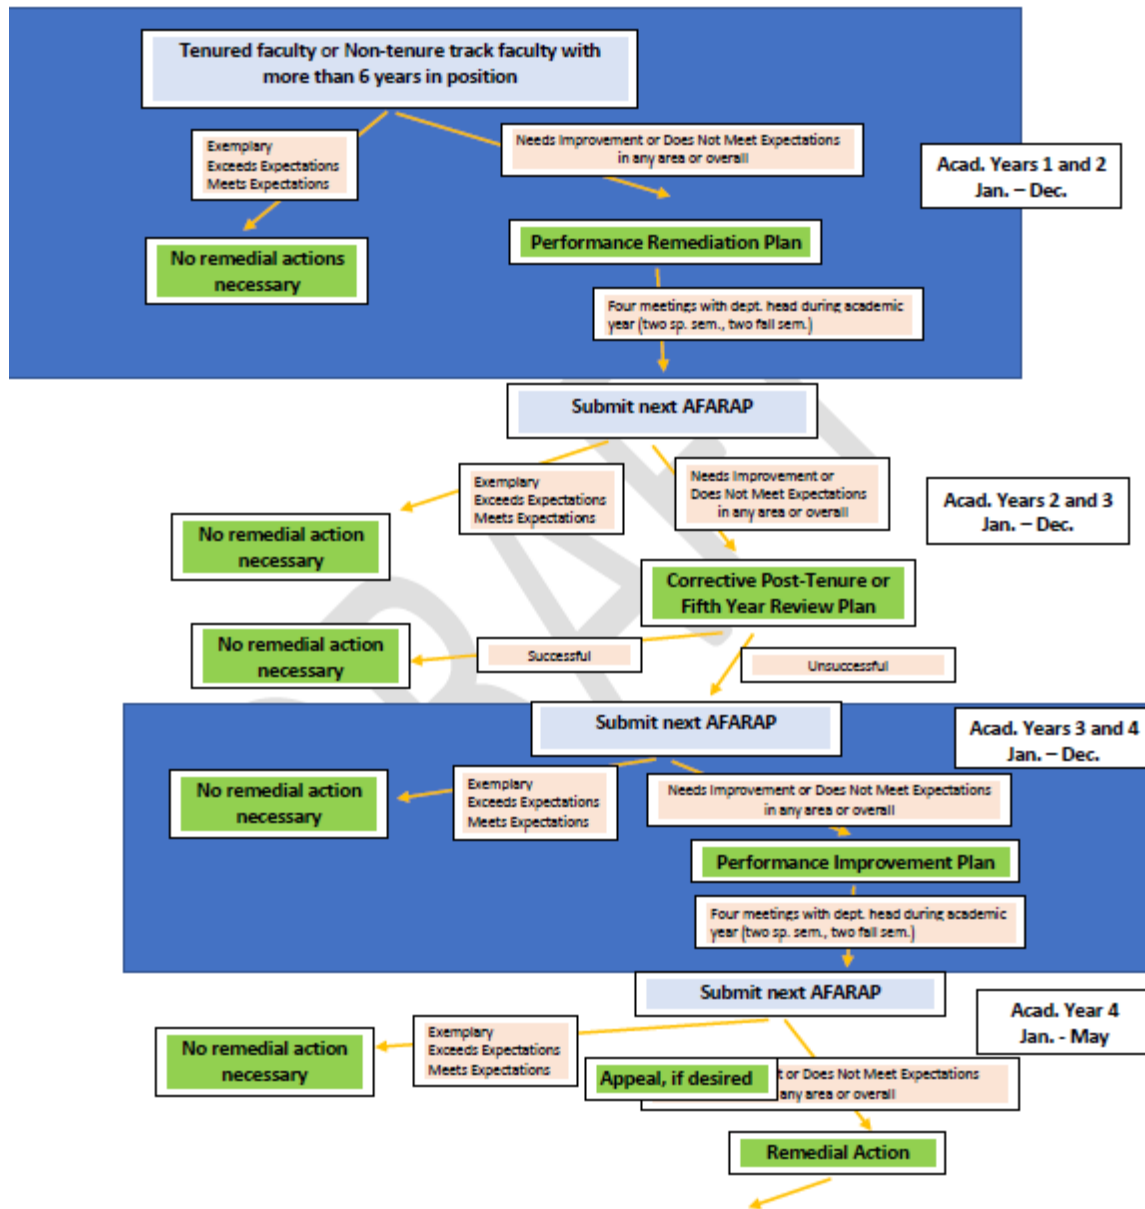 Tenured faculty or Non-tenure track faculty with
more than 6 years in position
Exemplary
Exceeds Expectations
Meets Expectations
Needs Improvement or Does Not Meet Expectations
in any area or overall
Acad. Years 1 and 2
Jan. – Dec.
No remedial actions
necessary
Performance Remediation Plan
Four meetings with dept. head during academic
year (two sp. sem., two fall sem.)
Submit next AFARAP
Exemplary
Exceeds Expectations
Meets Expectations
Needs Improvement or
Does Not Meet Expectations
in any area or overall
Acad. Years 2 and 3
Jan. – Dec.
No remedial action
necessary
Corrective Post-Tenure or
Fifth Year Review Plan
No remedial action
necessary
Successful
Unsuccessful
Submit next AFARAP
Acad. Years 3 and 4
Jan. – Dec.
No remedial action
necessary
Exemplary
Exceeds Expectations
Meets Expectations
Needs Improvement or Does Not Meet Expectations
in any area or overall
Performance Improvement Plan
Four meetings with dept. head during academic
year (two sp. sem., two fall sem.)
Submit next AFARAP
Acad. Year 4
Jan. - May
No remedial action
necessary
Exemplary
Exceeds Expectations
Meets Expectations
Appeal, if desired
or Does Not Meet Expectations
any area or overall
Remedial Action
DRAFT